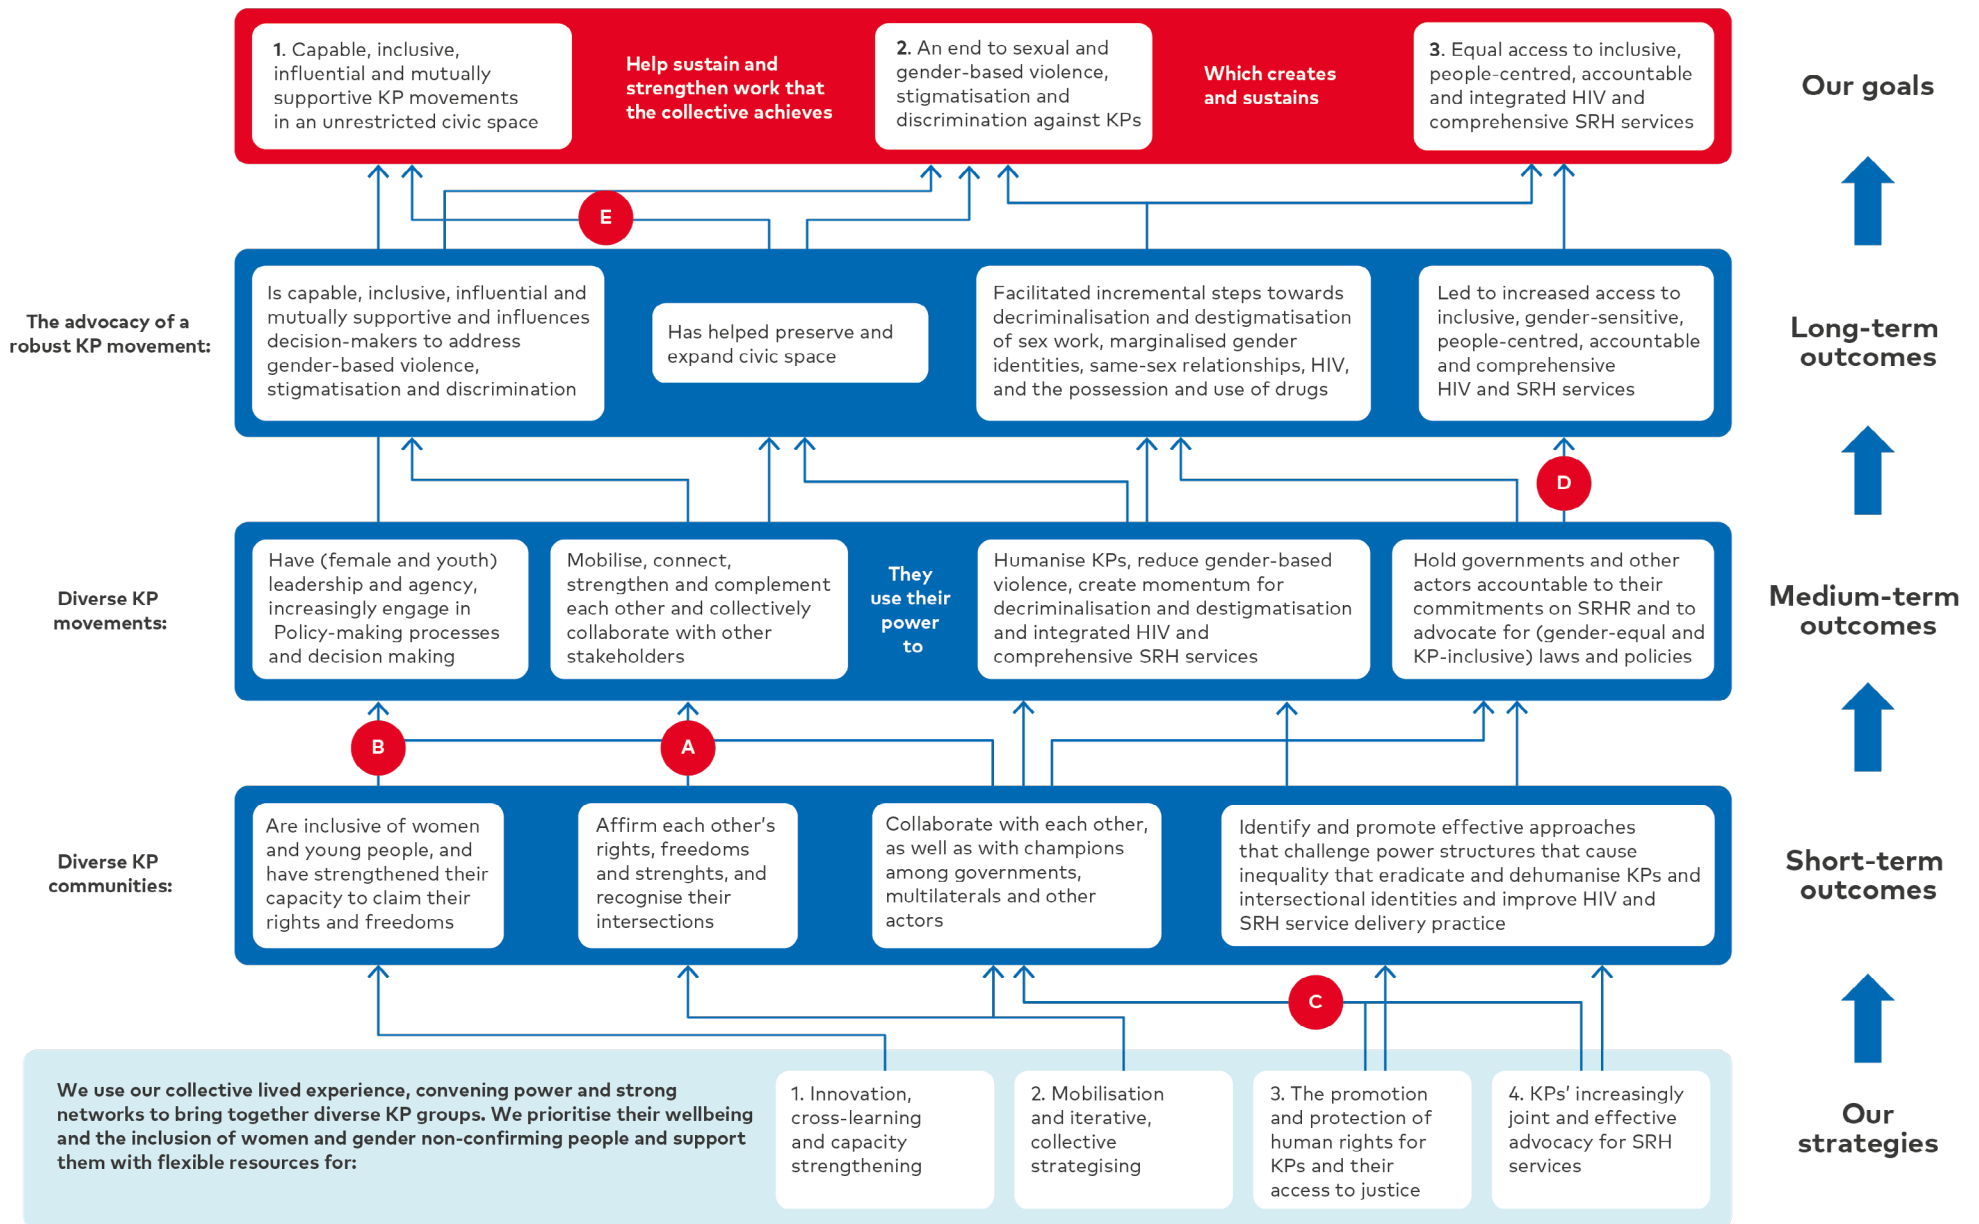 1. Capable, inclusive,
influential and mutually
supportive KP movements
in an unrestricted civic space
Help sustain and
strengthen work that
the collective achieves
2. An end to sexual and
gender-based violence,
stigmatisation and
discrimination against KPs
Which creates
and sustains
3. Equal access to inclusive,
people-centred, accountable
and integrated HIV and
comprehensive SRH services
Our goals
E
The advocacy of a
robust KP movement:
Is capable, inclusive, influential and
mutually supportive and influences
decision-makers to address
gender-based violence,
stigmatisation and discrimination
Has helped preserve and
expand civic space
Facilitated incremental steps towards
decriminalisation and destigmatisation
of sex work, marginalised gender
identities, same-sex relationships, HIV,
and the possession and use of drugs
Led to increased access to
inclusive, gender-sensitive,
people-centred, accountable
and comprehensive
HIV and SRH services
Long-term
outcomes
D
Diverse KP
movements:
Have (female and youth)
leadership and agency,
increasingly engage in
Policy-making processes
and decision making
Mobilise, connect,
strengthen and complement
each other and collectively
collaborate with other
stakeholders
They
use their
power
to
Humanise KPs, reduce gender-based
violence, create momentum for
decriminalisation and destigmatisation
and integrated HIV and
comprehensive SRH services
Hold governments and other
actors accountable to their
commitments on SRHR and to
advocate for (gender-equal and
KP-inclusive) laws and policies
Medium-term
outcomes
B
A
Diverse KP
communities:
Are inclusive of women
and young people, and
have strengthened their
capacity to claim their
rights and freedoms
Affirm each other's
rights, freedoms
and strenghts, and
recognise their
intersections
Collaborate with each other,
as well as with champions
among governments,
multilaterals and other
actors
Identify and promote effective approaches
that challenge power structures that cause
inequality that eradicate and dehumanise KPs and
intersectional identities and improve HIV and
SRH service delivery practice
Short-term
outcomes
C
We use our collective lived experience, convening power and strong
networks to bring together diverse KP groups. We prioritise their wellbeing
and the inclusion of women and gender non-confirming people and support
them with flexible resources for:
1. Innovation,
cross-learning
and capacity
strengthening
2. Mobilisation
and iterative,
collective
strategising
3. The promotion
and protection of
human rights for
KPs and their
access to justice
4. KPs' increasingly
joint and effective
advocacy for SRH
services
Our
strategies